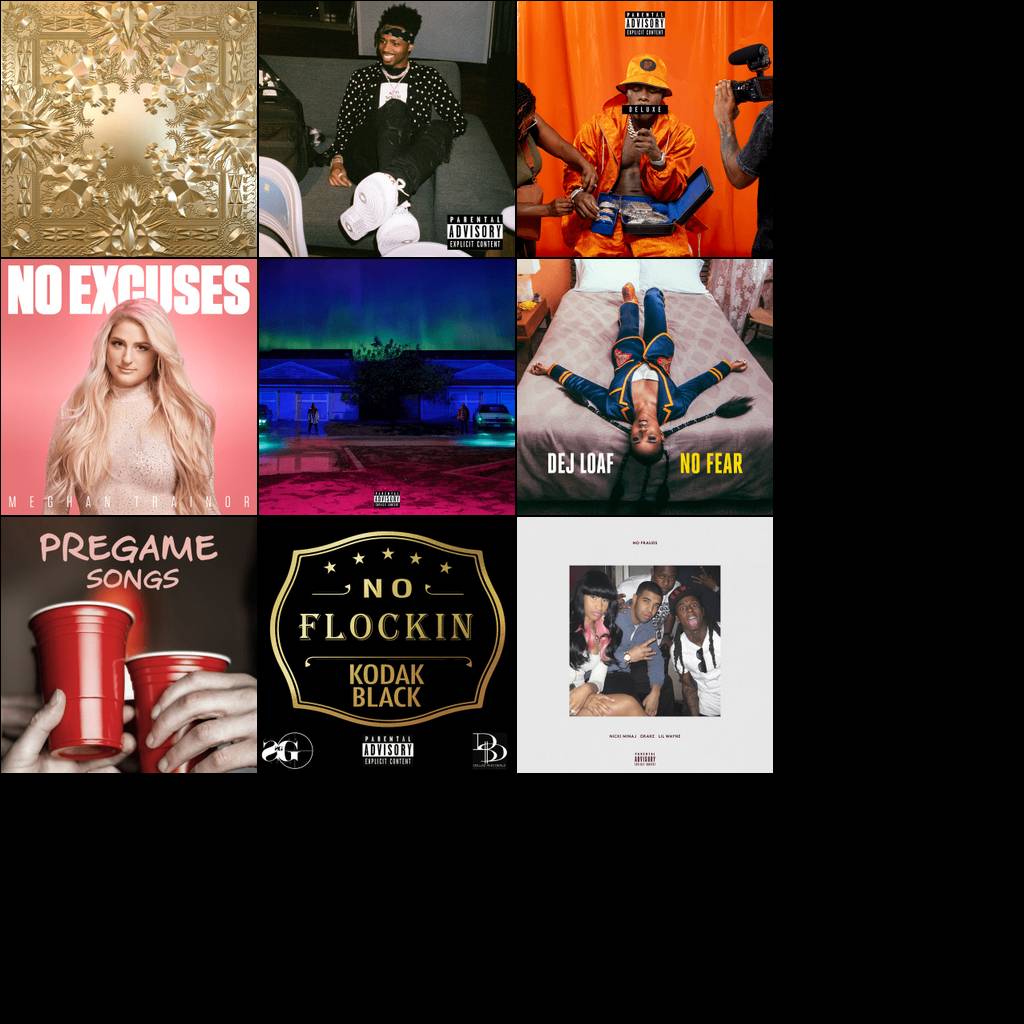 PARENTAL
ADVISORY
EXPLICIT CONTENT
PARENTAL
ADVISORY
EXPLICIT CONTENT
DELUXE
NO EXCUSES
MEGHAN TRAINOR
PARENTAL
ADVISORY
EXPLICIT CONTENT
DEJ LOAF
NO FEAR
PREGAME
SONGS
NO
FLOCKIN
KODAK
BLACK
SG
PARENTAL
ADVISORY
EXPLICIT CONTENT
NO FRAUDS
NICKI MINAJ DRAKE LIL WAYNE
PARENTAL
ADVISORY
EXPLICIT CONTENT